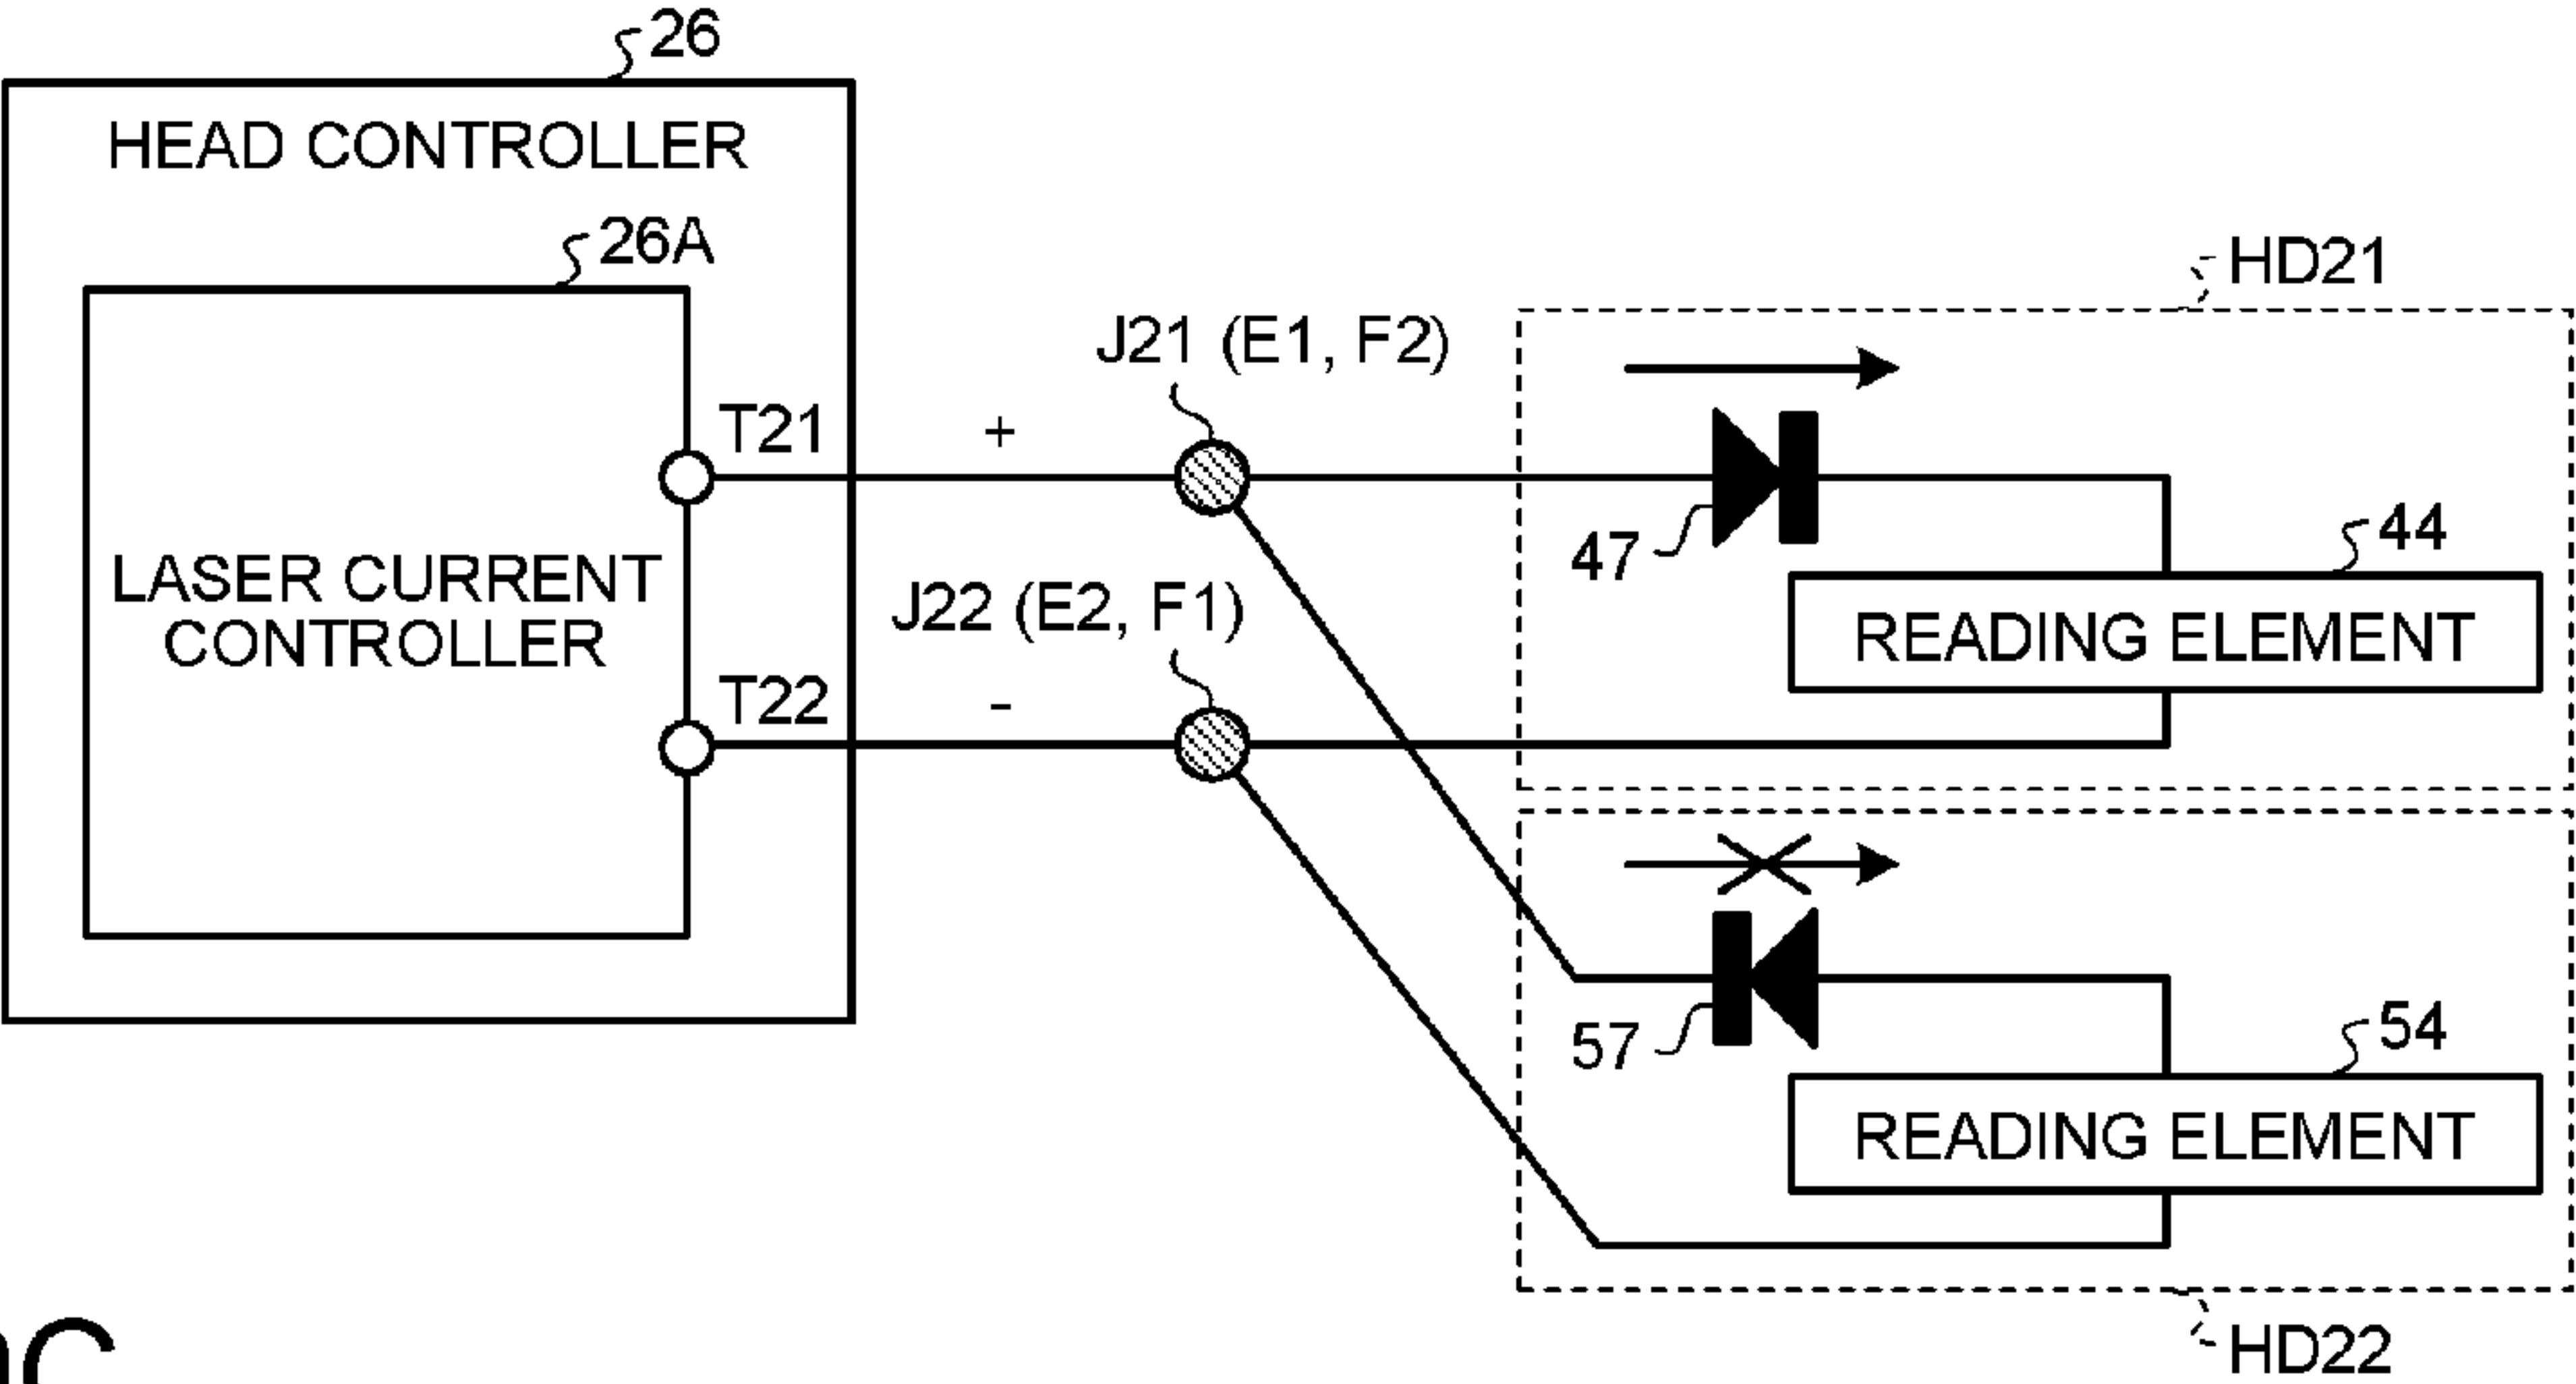 26
HEAD CONTROLLER
26A
HD21
J21 (E1, F2)
T21
+
47
44
LASER CURRENT
CONTROLLER
J22 (E2, F1)
READING ELEMENT
T22
-
57
54
READING ELEMENT
HD22